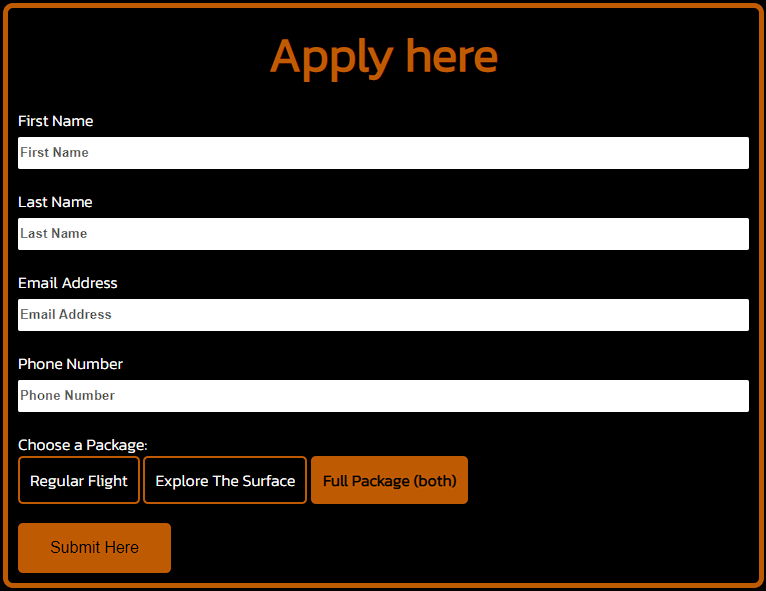 Apply here
First Name
First Name
Last Name
Last Name
Email Address
Email Address
Phone Number
Phone Number
Choose a Package:
Regular Flight Explore The Surface Full Package (both)
Submit Here